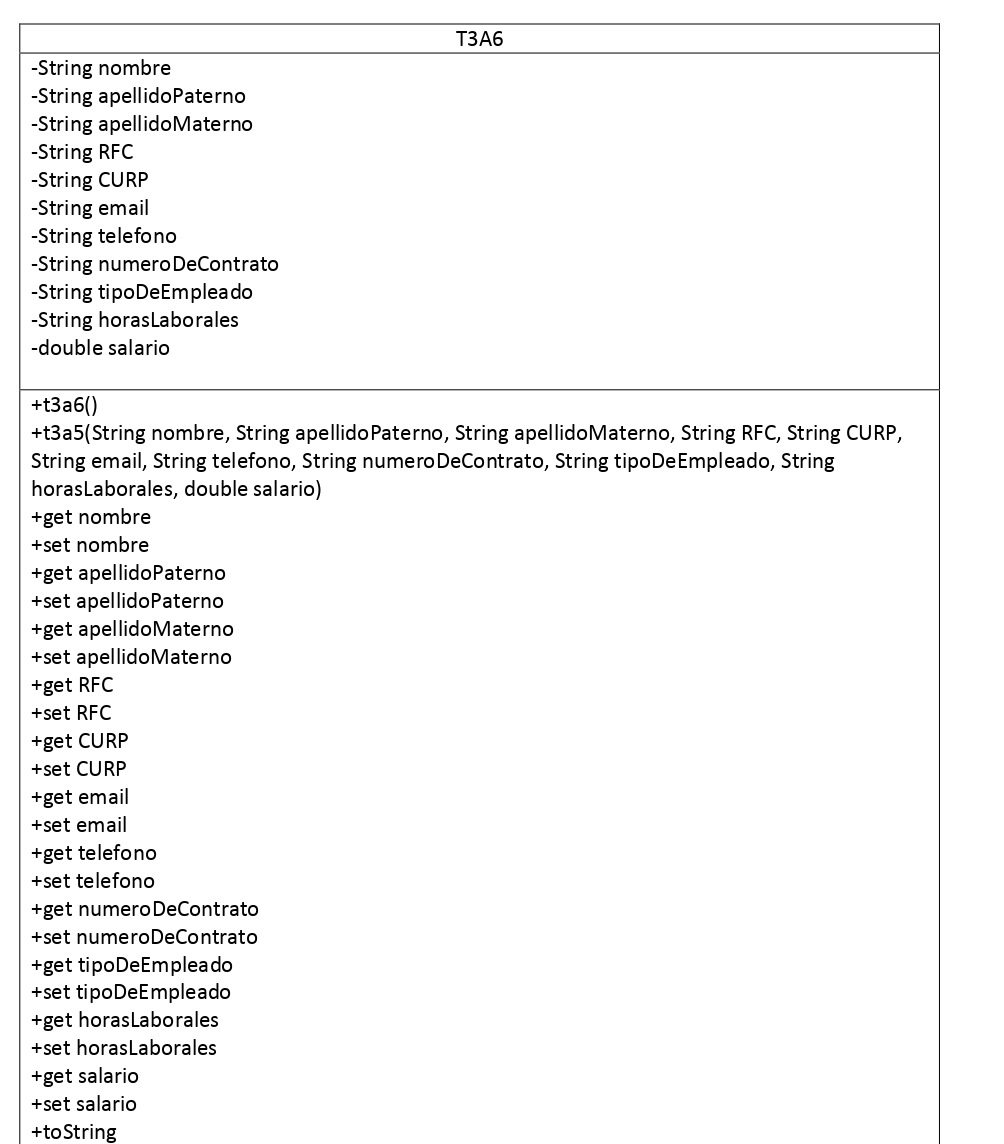 T3A6
-String nombre
-String apellidoPaterno
-String apellidoMaterno
-String RFC
-String CURP
-String email
-String telefono
-String numeroDeContrato
-String tipoDeEmpleado
-String horasLaborales
-double salario
+t3a6()
+t3a5(String nombre, String apellidoPaterno, String apellidoMaterno, String RFC, String CURP,
String email, String telefono, String numeroDeContrato, String tipoDeEmpleado, String
horasLaborales, double salario)
+get nombre
+set nombre
+get apellidoPaterno
+set apellidoPaterno
+get apellidoMaterno
+set apellidoMaterno
+get RFC
+set RFC
+get CURP
+set CURP
+get email
+set email
+get telefono
+set telefono
+get numeroDeContrato
+set numeroDeContrato
+get tipoDeEmpleado
+set tipoDeEmpleado
+get horasLaborales
+set horasLaborales
+get salario
+set salario
+toString